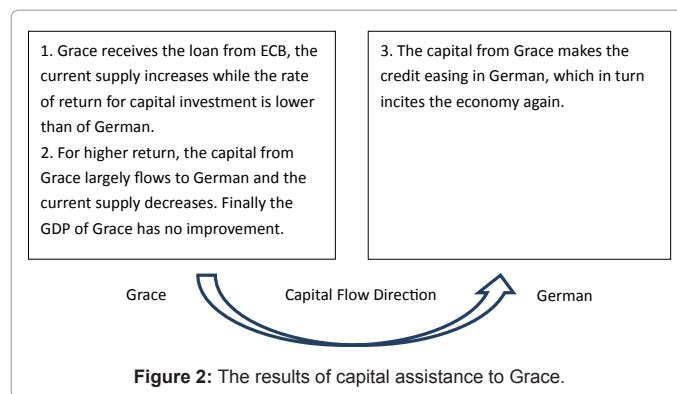 1. Grace receives the loan from ECB, the
current supply increases while the rate
of return for capital investment is lower
than of German.
2. For higher return, the capital from
Grace largely flows to German and the
current supply decreases. Finally the
GDP of Grace has no improvement.
3. The capital from Grace makes the
credit easing in German, which in turn
incites the economy again.
Grace
Capital Flow Direction
German
Figure 2: The results of capital assistance to Grace.